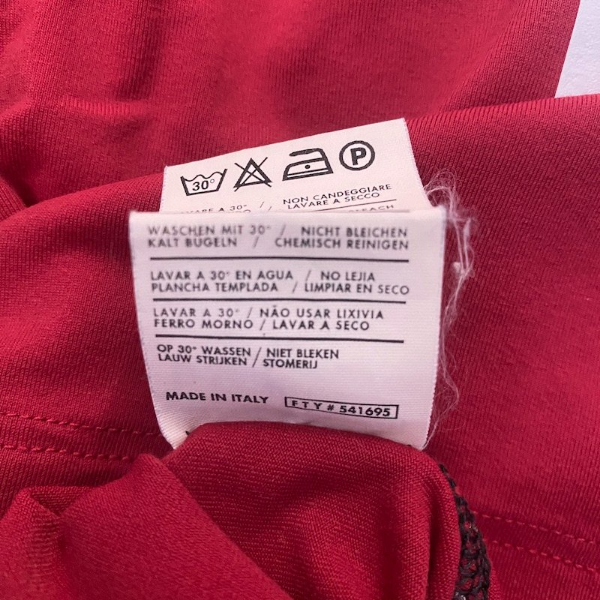 30°
P
NON CANDEGGIARE
LAVARE A SECCO
WASCHEN MIT 30° / NICHT BLEICHEN
KALT BUGELN / CHEMISCH REINIGEN
LAVAR A 30° EN AGUA / NO LEJIA
PLANCHA TEMPLADA / LIMPIAR EN SECO
LAVAR A 30° / NÃO USAR LIXIVIA
FERRO MORNO / LAVAR A SECO
OP 30° WASSEN / NIET BLEKEN
LAUW STRIJKEN / STOMERIJ
MADE IN ITALY FTY # 541695